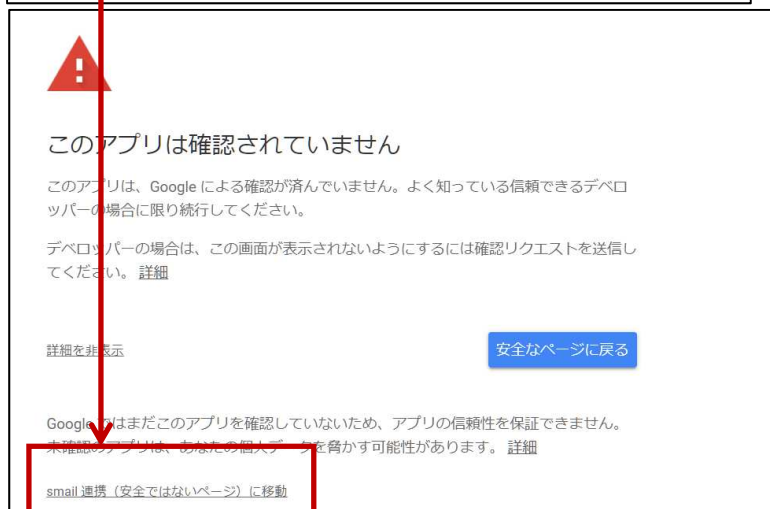 このアプリは確認されていません
このアプリは、Google による確認が済んでいません。よく知っている信頼できるデベロ
ッパーの場合に限り続行してください。
デベロッパーの場合は、この画面が表示されないようにするには確認リクエストを送信し
てください。 詳細
詳細を非表示
安全なページに戻る
Google ではまだこのアプリを確認していないため、アプリの信頼性を保証できません。
未確認のアプリは、あなたの個人データを脅かす可能性があります。 詳細
smail 連携（安全ではないページ）に移動